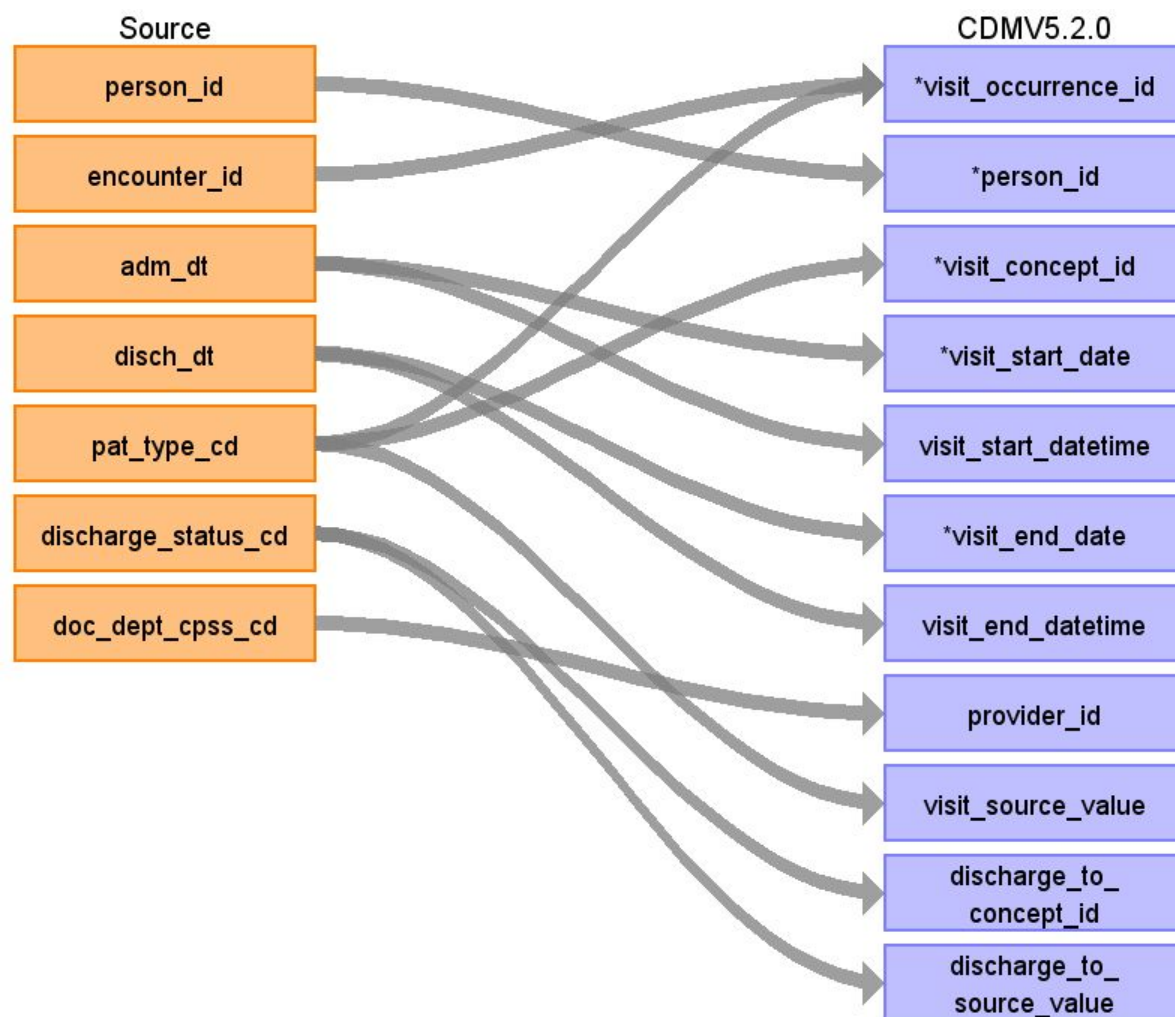 Source
CDMV5.2.0
person_id
encounter_id
adm_dt
disch_dt
pat_type_cd
discharge_status_cd
doc_dept_cpss_cd
*visit_occurrence_id
*person_id
*visit_concept_id
*visit_start_date
visit_start_datetime
*visit_end_date
visit_end_datetime
provider_id
visit_source_value
discharge_to_
concept_id
discharge_to_
source_value